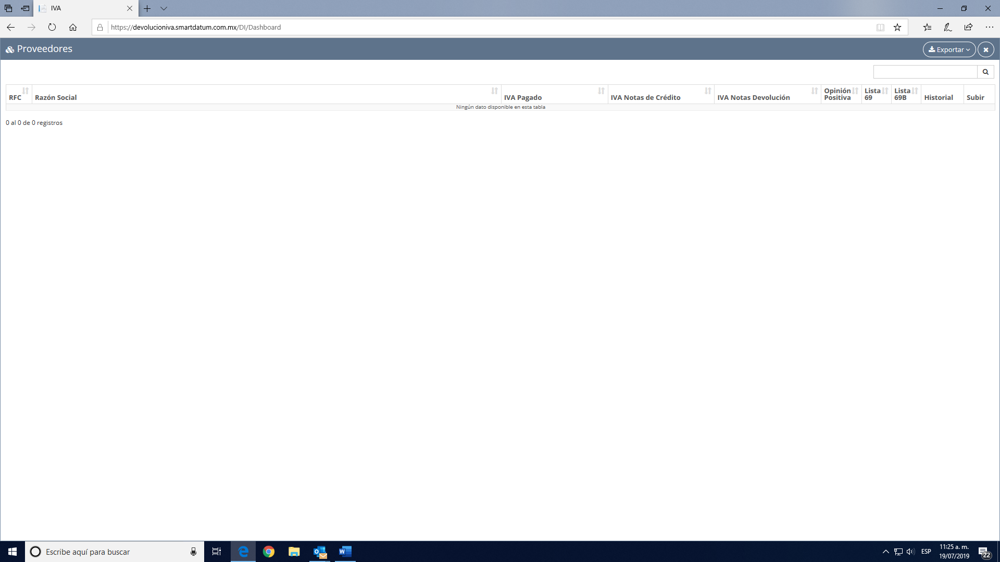 IVA
https://devolucioniva.smartdatum.com.mx/DI/Dashboard
Proveedores
Exportar
RFC
Razón Social
IVA Pagado
IVA Notas de Crédito
IVA Notas Devolución
Opinión
Positiva
Lista
69
Lista
69B
Historial
Subir
Ningún dato disponible en esta tabla
0 al 0 de 0 registros
Escribe aquí para buscar
ESP
11:25 a. m.
19/07/2019
22